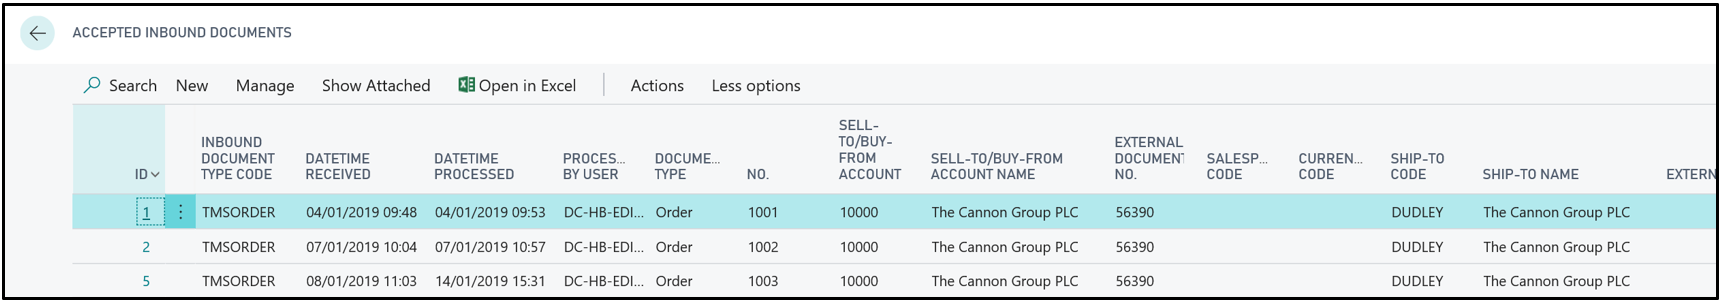 ACCEPTED INBOUND DOCUMENTS
Search New Manage Show Attached Open in Excel Actions Less options
ID INBOUND DOCUMENT TYPE CODE DATETIME RECEIVED DATETIME PROCESSED PROCES... BY USER DOCUME... TYPE NO. SELL-TO/BUY-FROM ACCOUNT SELL-TO/BUY-FROM ACCOUNT NAME EXTERNAL DOCUMENT NO. SALESP... CODE CURREN... CODE SHIP-TO CODE SHIP-TO NAME EXTERN
1 TMSORDER 04/01/2019 09:48 04/01/2019 09:53 DC-HB-EDI... Order 1001 10000 The Cannon Group PLC 56390 DUDLEY The Cannon Group PLC
2 TMSORDER 07/01/2019 10:04 07/01/2019 10:57 DC-HB-EDI... Order 1002 10000 The Cannon Group PLC 56390 DUDLEY The Cannon Group PLC
5 TMSORDER 08/01/2019 11:03 14/01/2019 15:31 DC-HB-EDI... Order 1003 10000 The Cannon Group PLC 56390 DUDLEY The Cannon Group PLC